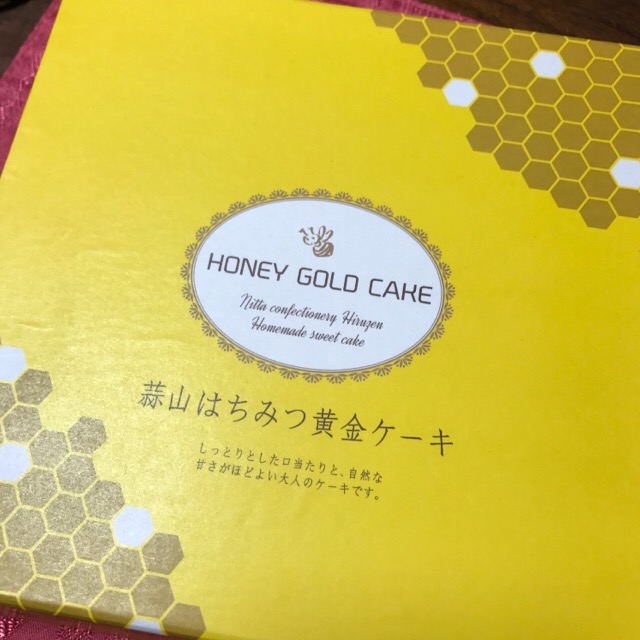 HONEY GOLD CAKE
Nitta confectionery Hiruzen
Homemade sweet cake
蒜山はちみつ黄金ケーキ
しっとりとした口当たりと、自然な
甘さがほどよい大人のケーキです。